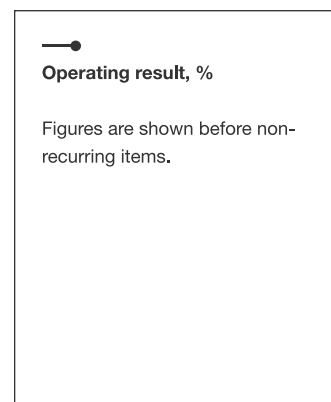 Operating result, %
Figures are shown before non-
recurring items.